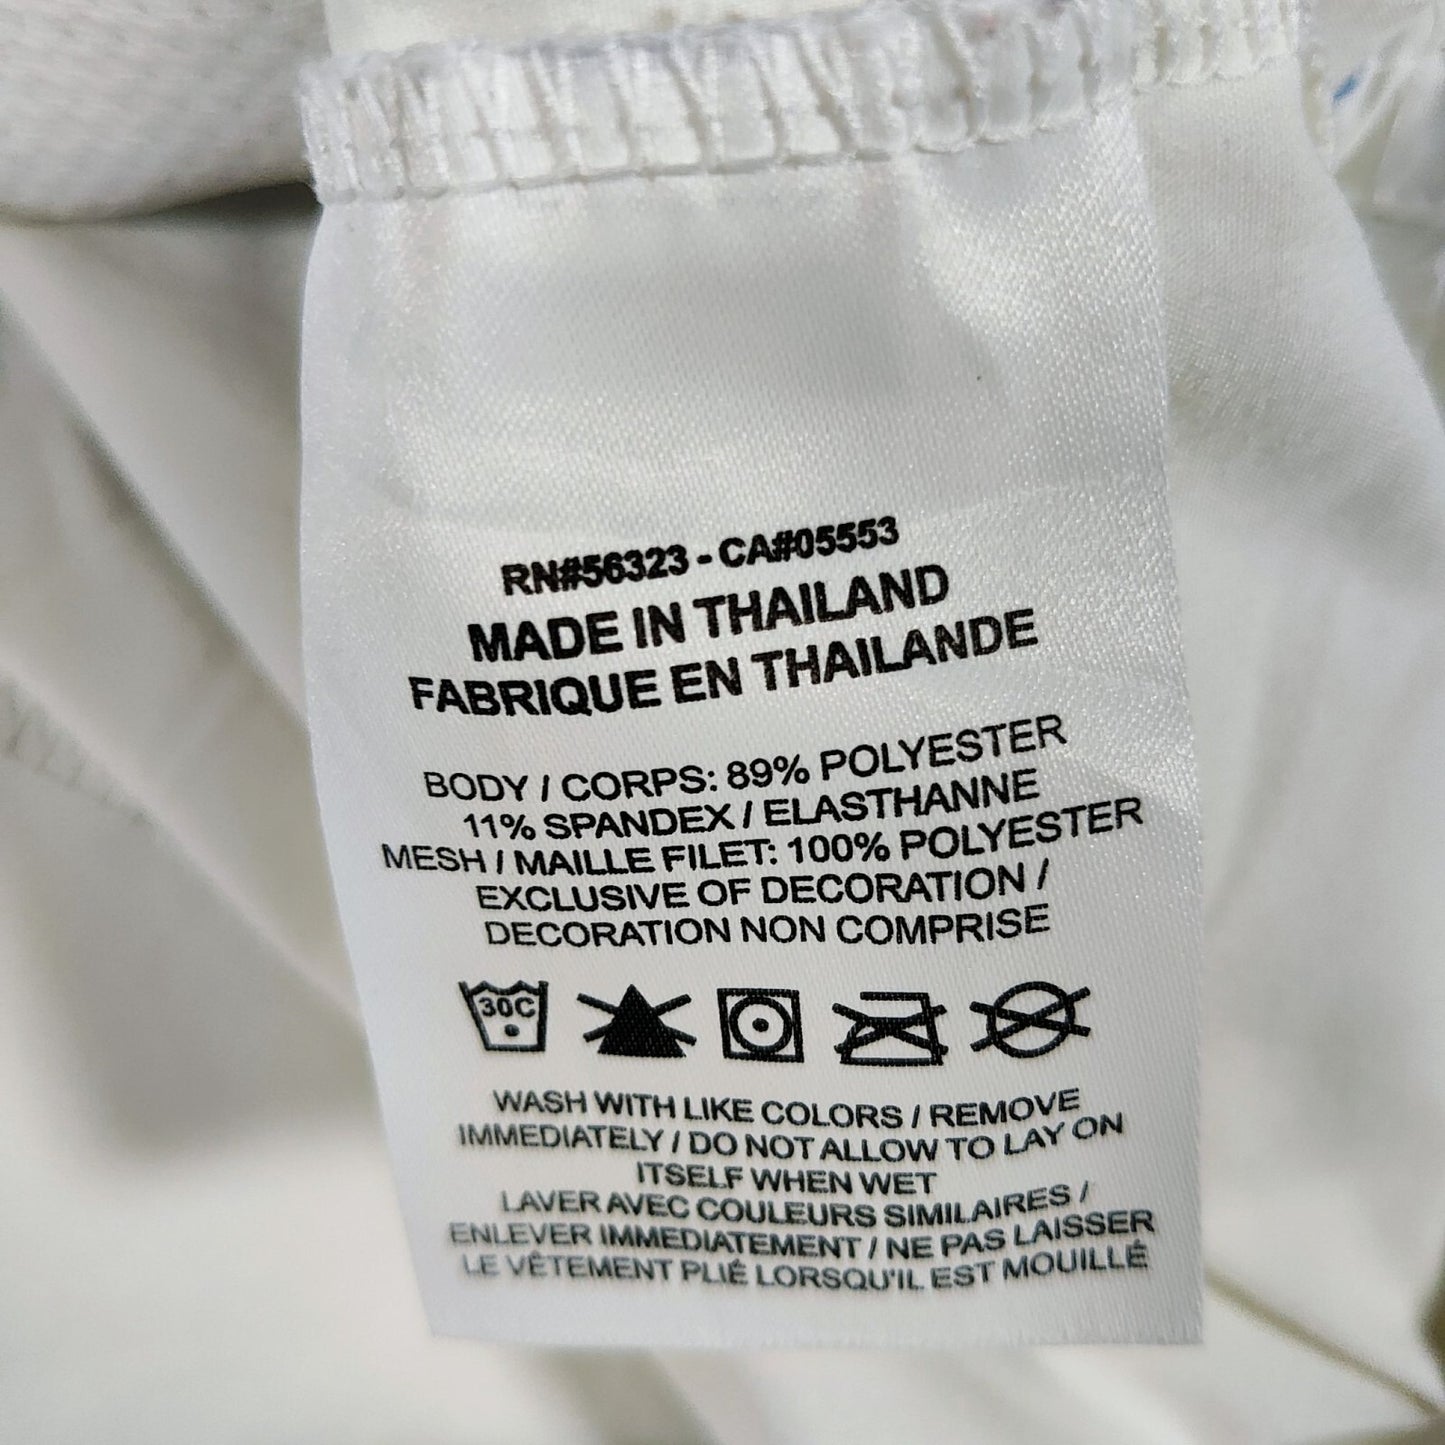 RN#56323 - CA#05553
MADE IN THAILAND
FABRIQUE EN THAILANDE
BODY / CORPS: 89% POLYESTER
11% SPANDEX / ELASTHANNE
MESH / MAILLE FILET: 100% POLYESTER
EXCLUSIVE OF DECORATION /
DECORATION NON COMPRISE
30C
WASH WITH LIKE COLORS / REMOVE
IMMEDIATELY / DO NOT ALLOW TO LAY ON
ITSELF WHEN WET
LAVER AVEC COULEURS SIMILAIRES /
ENLEVER IMMEDIATEMENT / NE PAS LAISSER
LE VÊTEMENT PLIÉ LORSQU'IL EST MOUILLÉ